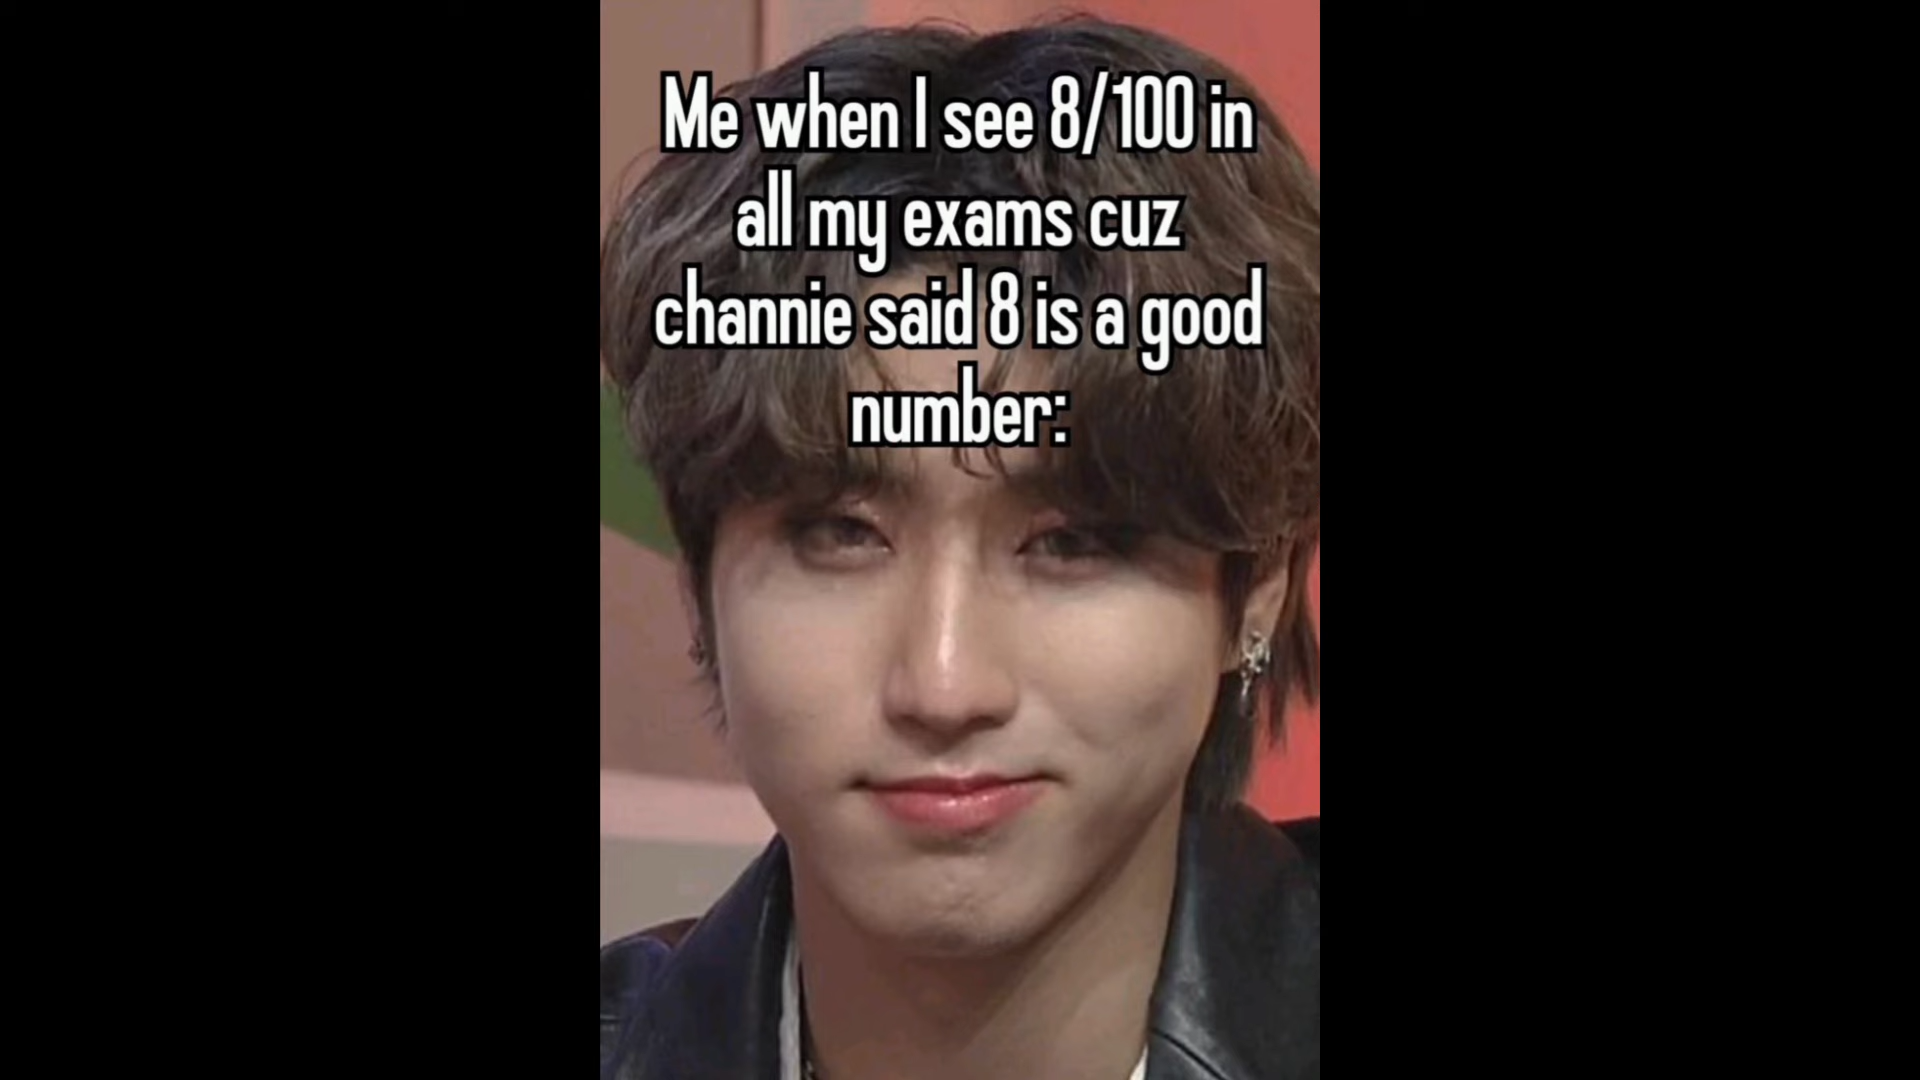 Me when I see 8/100 in
all my exams cuz
channie said 8 is a good
number: